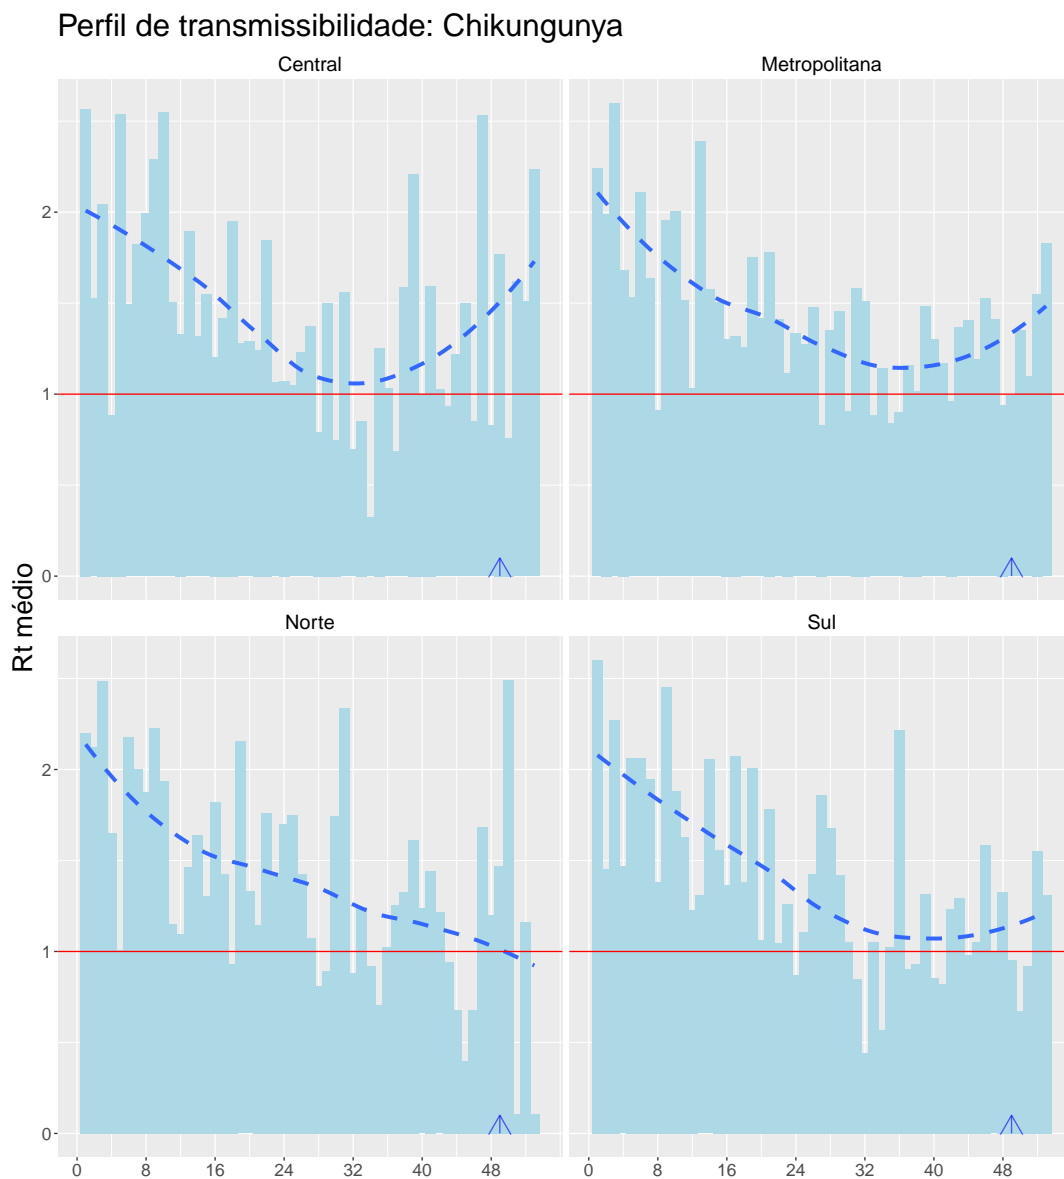 Perfil de transmissibilidade: Chikungunya
Central
Metropolitana
2
1
0
Norte
Sul
Rt médio
2
1
0
0 8 16 24 32 40 48
0 8 16 24 32 40 48